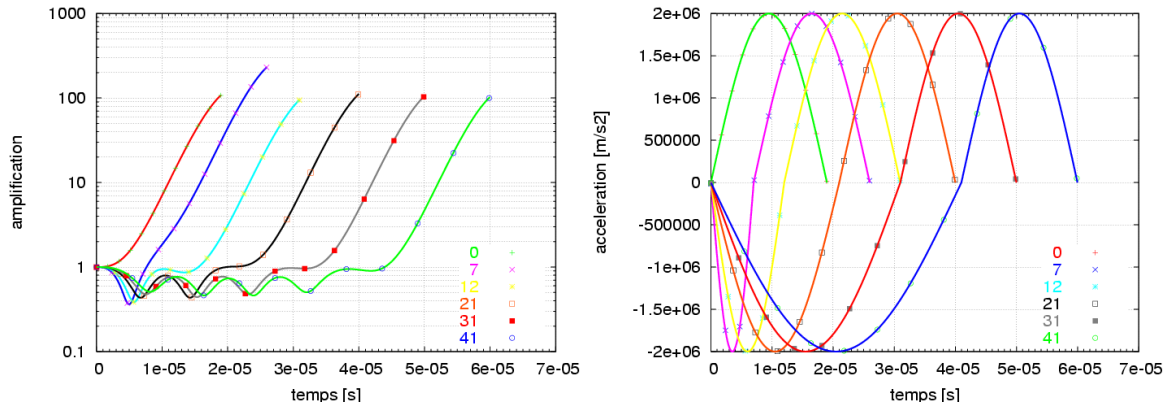 amplification
1000
100
10
1
0.1
0
7
12
21
31
41
0 1e-05 2e-05 3e-05 4e-05 5e-05 6e-05 7e-05
temps [s]
acceleration [m/s2]
2e+06
1.5e+06
1e+06
500000
0
-500000
-1e+06
-1.5e+06
-2e+06
0
7
12
21
31
41
0 1e-05 2e-05 3e-05 4e-05 5e-05 6e-05 7e-05
temps [s]